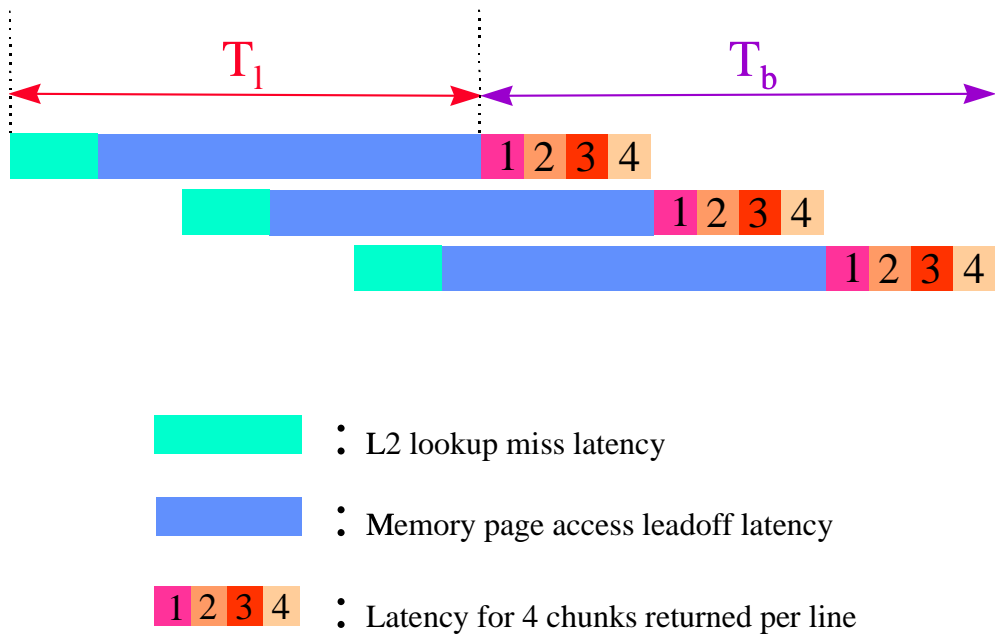 T_l T_b
1 2 3 4
1 2 3 4
1 2 3 4
: L2 lookup miss latency
: Memory page access leadoff latency
1 2 3 4 : Latency for 4 chunks returned per line